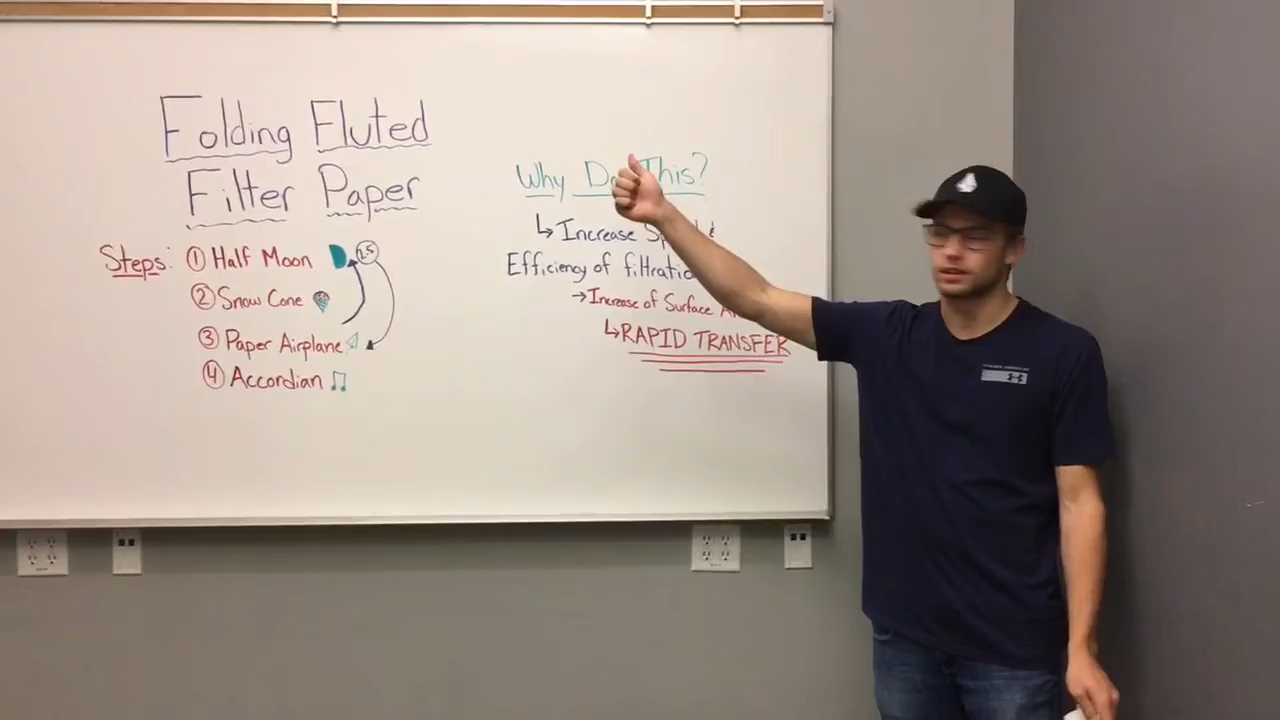 Folding Fluted
Filter Paper
Steps: ① Half Moon 1.5
② Snow Cone
③ Paper Airplane
④ Accordian
Why Do This?
↳ Increase &
Efficiency of
→ Increase of Surface
↳ RAPID TRANSFER